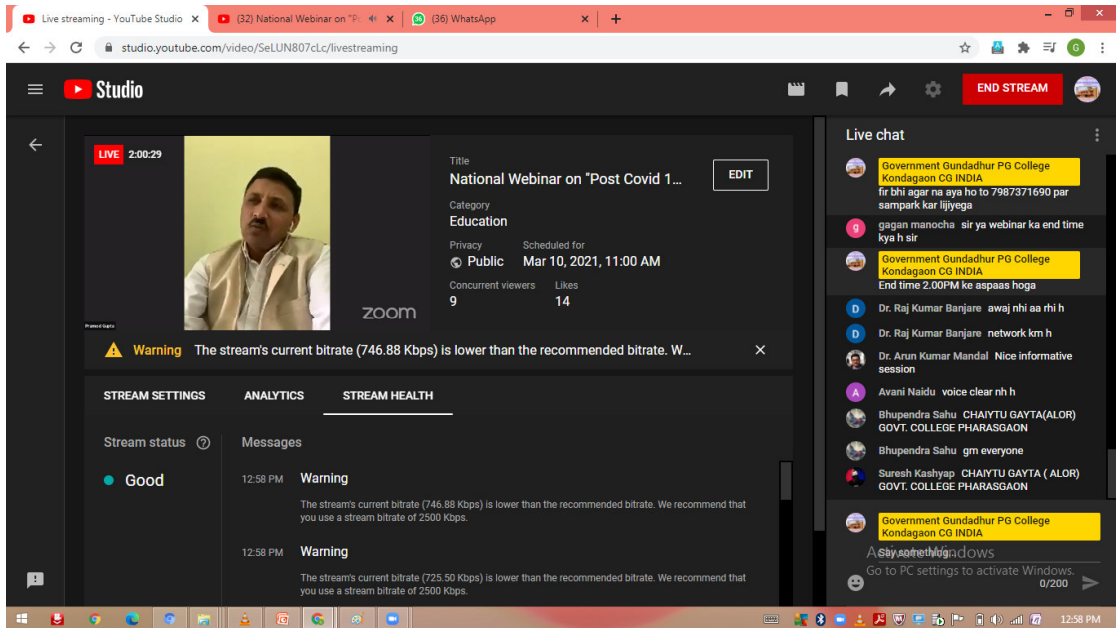 Live streaming - YouTube Studio
(32) National Webinar on "Po
(36) WhatsApp
studio.youtube.com/video/SeLUN807cLc/livestreaming
G
Studio
END STREAM
LIVE 2:00:29
zoom
Pramod Gupta
Title
National Webinar on "Post Covid 1...
EDIT
Category
Education
Privacy
Scheduled for
Public
Mar 10, 2021, 11:00 AM
Concurrent viewers
Likes
9
14
Warning The stream's current bitrate (746.88 Kbps) is lower than the recommended bitrate. W...
STREAM SETTINGS
ANALYTICS
STREAM HEALTH
Stream status
Messages
Good
12:58 PM Warning
The stream's current bitrate (746.88 Kbps) is lower than the recommended bitrate. We recommend that
you use a stream bitrate of 2500 Kbps.
12:58 PM Warning
The stream's current bitrate (725.50 Kbps) is lower than the recommended bitrate. We recommend that
you use a stream bitrate of 2500 Kbps.
Live chat
Government Gundadhur PG College
Kondagaon CG INDIA
fir bhi agar na aya ho to 7987371690 par
sampark kar lijiyega
g
gagan manocha sir ya webinar ka end time
kya h sir
Government Gundadhur PG College
Kondagaon CG INDIA
End time 2.00PM ke aspaas hoga
D
Dr. Raj Kumar Banjare awaj nhi aa rhi h
D
Dr. Raj Kumar Banjare network km h
Dr. Arun Kumar Mandal Nice informative
session
A
Avani Naidu voice clear nh h
Bhupendra Sahu CHAIYTU GAYTA(ALOR)
GOVT. COLLEGE PHARASGAON
Bhupendra Sahu gm everyone
Suresh Kashyap CHAIYTU GAYTA ( ALOR)
GOVT. COLLEGE PHARASGAON
Government Gundadhur PG College
Kondagaon CG INDIA
Say something...
Activate Windows
Go to PC settings to activate Windows.
0/200
12:58 PM